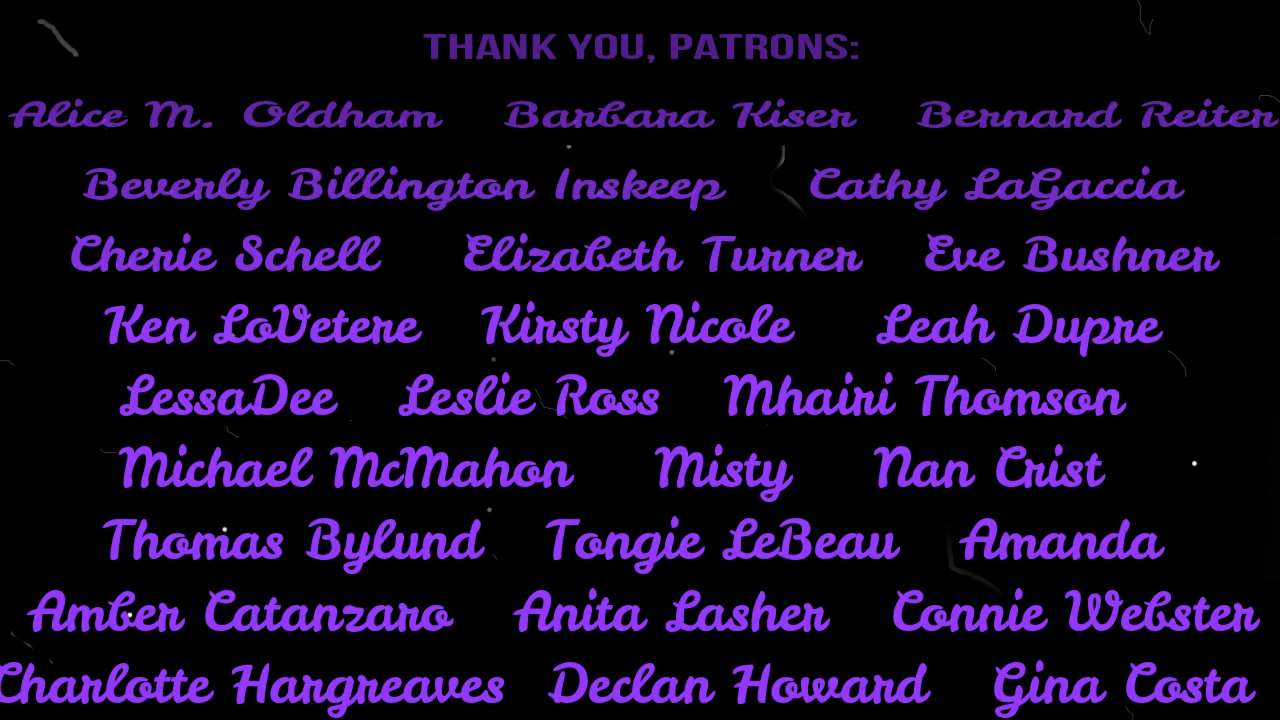 THANK YOU, PATRONS:
Alice M. Oldham Barbara Kiser Bernard Reiter
Beverly Billington Inskeep Cathy LaGaccia
Cherie Schell Elizabeth Turner Eve Bushner
Ken LoVetere Kirsty Nicole Leah Dupre
LessaDee Leslie Ross Mhairi Thomson
Michael McMahon Misty Nan Crist
Thomas Bylund Tongie LeBeau Amanda
Amber Catanzaro Anita Lasher Connie Webster
Charlotte Hargreaves Declan Howard Gina Costa